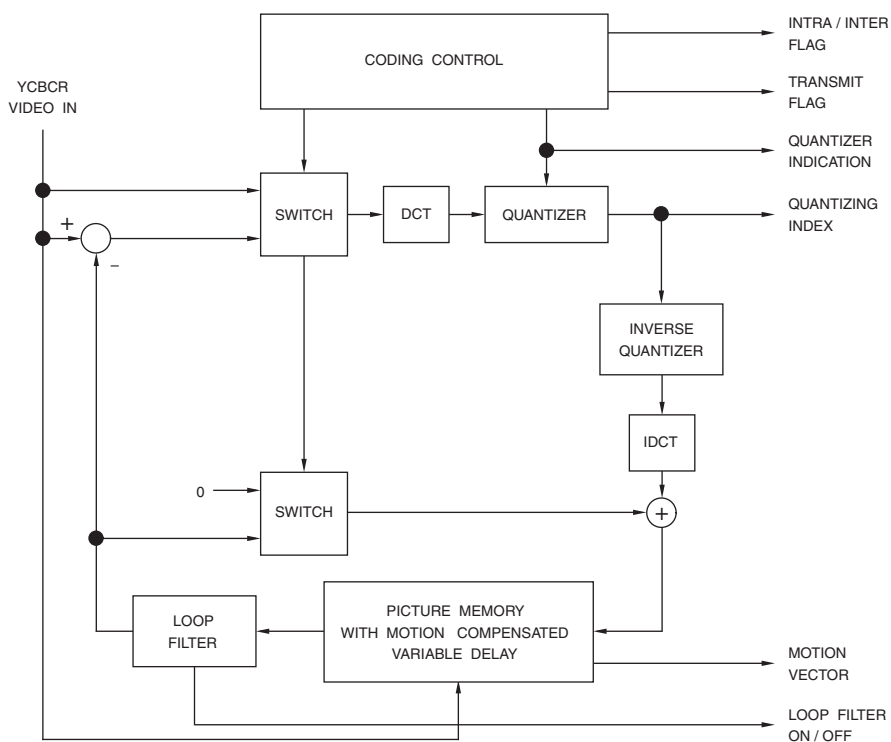 INTRA / INTER
FLAG
CODING CONTROL
TRANSMIT
FLAG
YCBCR
VIDEO IN
QUANTIZER
INDICATION
SWITCH
DCT
QUANTIZER
QUANTIZING
INDEX
+
–
INVERSE
QUANTIZER
IDCT
0
SWITCH
+
LOOP
FILTER
PICTURE MEMORY
WITH MOTION COMPENSATED
VARIABLE DELAY
MOTION
VECTOR
LOOP FILTER
ON / OFF